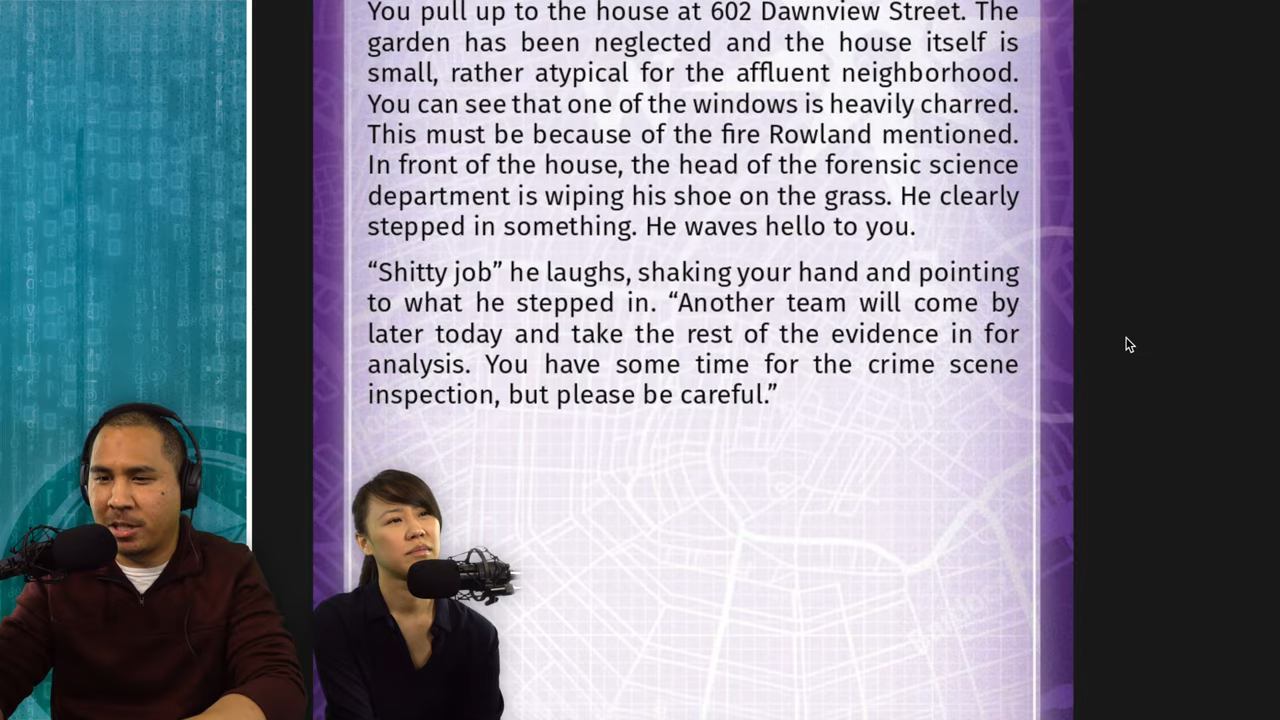 You pull up to the house at 602 Dawnview Street. The
garden has been neglected and the house itself is
small, rather atypical for the affluent neighborhood.
You can see that one of the windows is heavily charred.
This must be because of the fire Rowland mentioned.
In front of the house, the head of the forensic science
department is wiping his shoe on the grass. He clearly
stepped in something. He waves hello to you.
“Shitty job” he laughs, shaking your hand and pointing
to what he stepped in. “Another team will come by
later today and take the rest of the evidence in for
analysis. You have some time for the crime scene
inspection, but please be careful.”